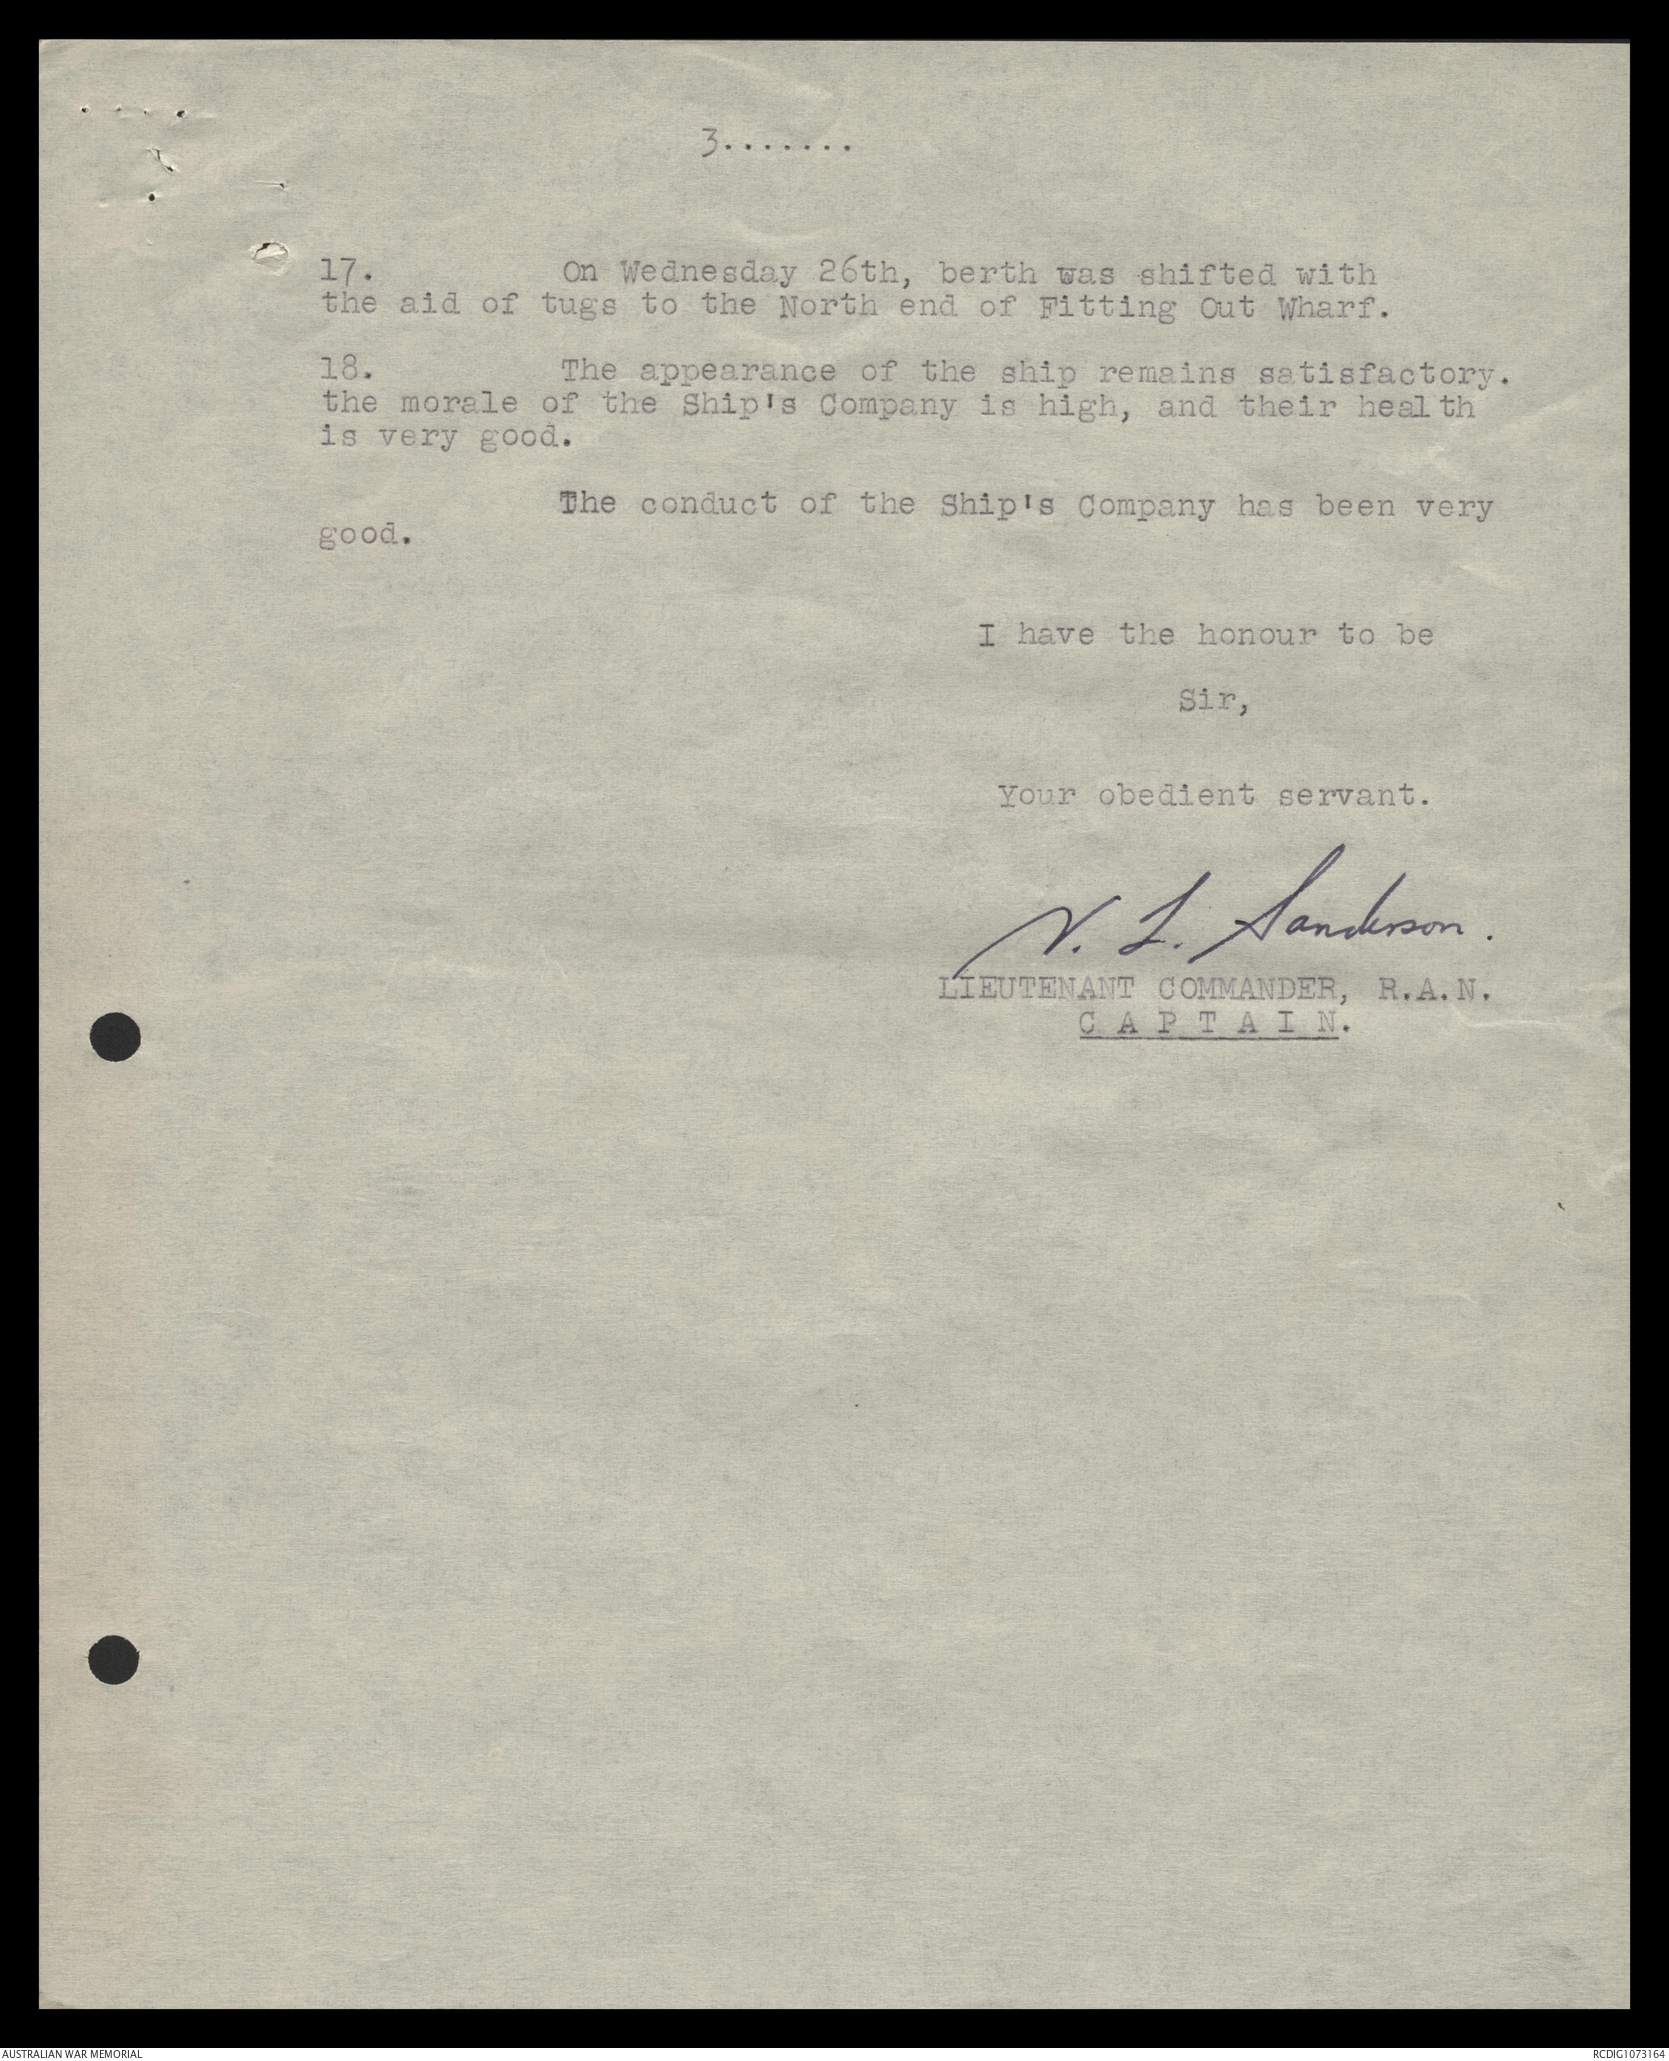 3.......
17. On Wednesday 26th, berth was shifted with
the aid of tugs to the North end of Fitting Out Wharf.
18. The appearance of the ship remains satisfactory.
the morale of the Ship's Company is high, and their health
is very good.
The conduct of the Ship's Company has been very
good.
I have the honour to be
Sir,
Your obedient servant.
V. L. Sanderson.
LIEUTENANT COMMANDER, R.A.N.
C A P T A I N.
AUSTRALIAN WAR MEMORIAL
RCDIG1073164